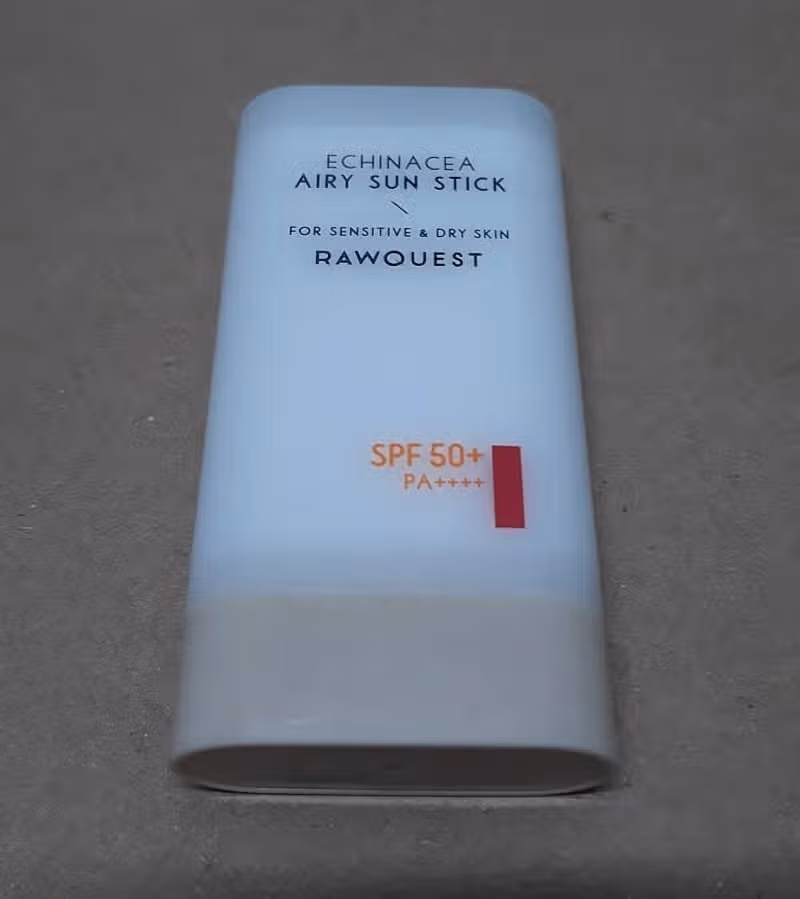 ECHINACEA
AIRY SUN STICK
FOR SENSITIVE & DRY SKIN
RAWQUEST
SPF 50+
PA++++